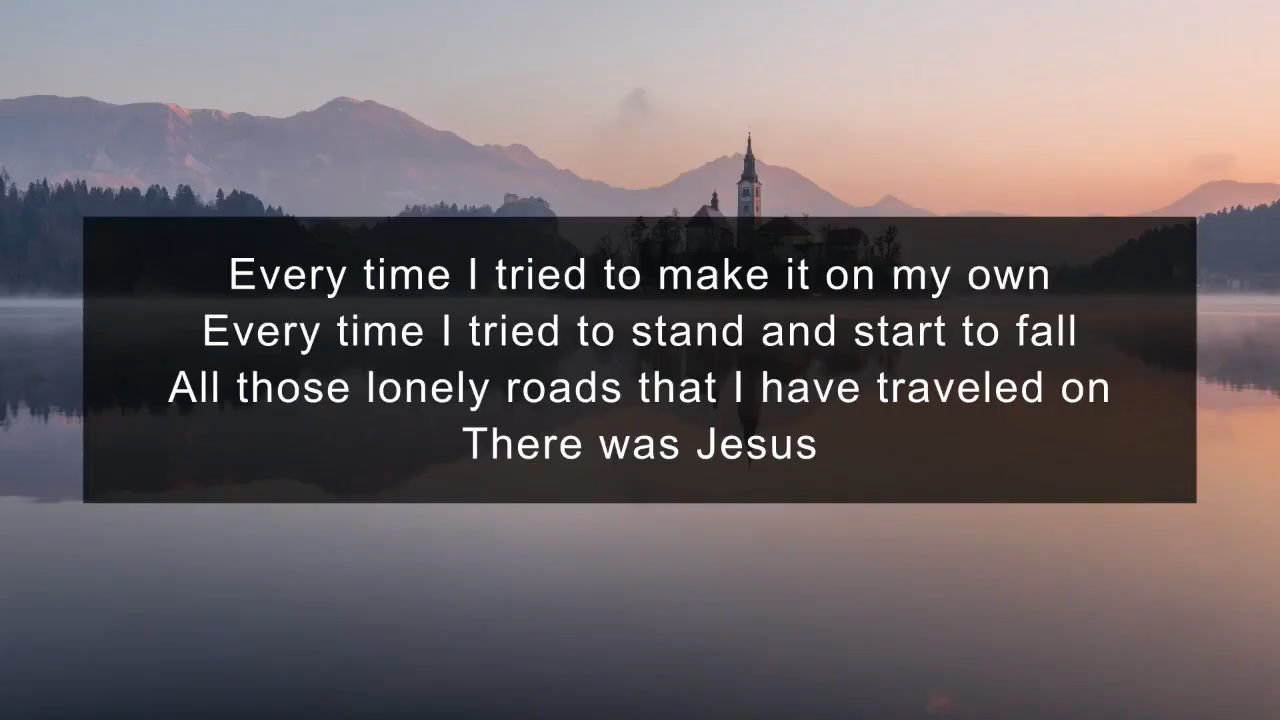 Every time I tried to make it on my own
Every time I tried to stand and start to fall
All those lonely roads that I have traveled on
There was Jesus